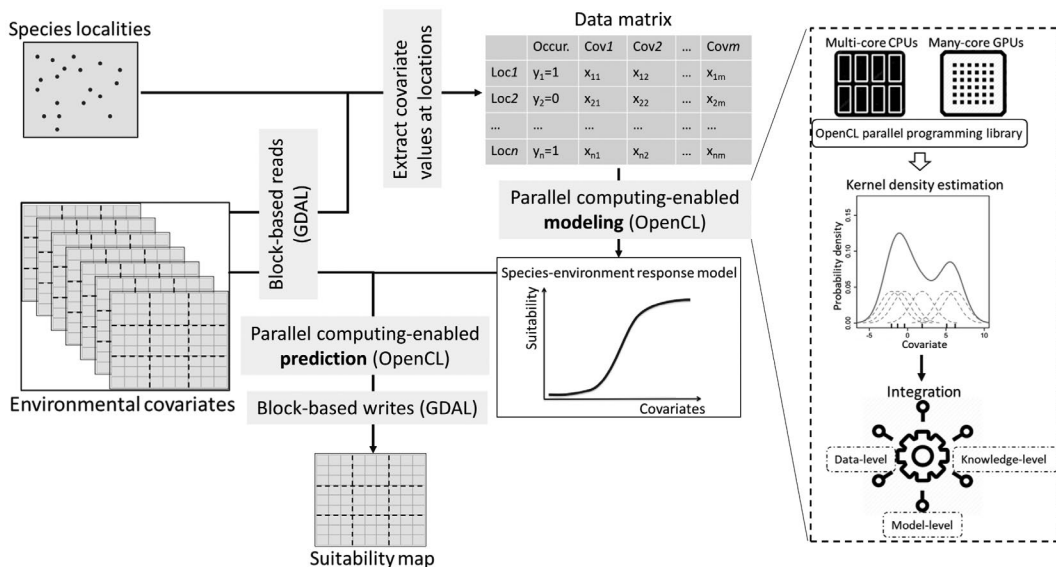 Species localities
Extract covariate
values at locations
Data matrix
Occur. Cov1 Cov2 ... Covm
Loc1 y1=1 x11 x12 ... x1m
Loc2 y2=0 x21 x22 ... x2m
... ... ... ... ... ...
Locn yn=1 xn1 xn2 ... xnm
Block-based reads
(GDAL)
Environmental covariates
Parallel computing-enabled
modeling (OpenCL)
Species-environment response model
Suitability
Covariates
Parallel computing-enabled
prediction (OpenCL)
Block-based writes (GDAL)
Suitability map
Multi-core CPUs Many-core GPUs
OpenCL parallel programming library
Kernel density estimation
Probability density
0.15
0.10
0.05
0.00
-5 0 5 10
Covariate
Integration
Data-level Knowledge-level
Model-level